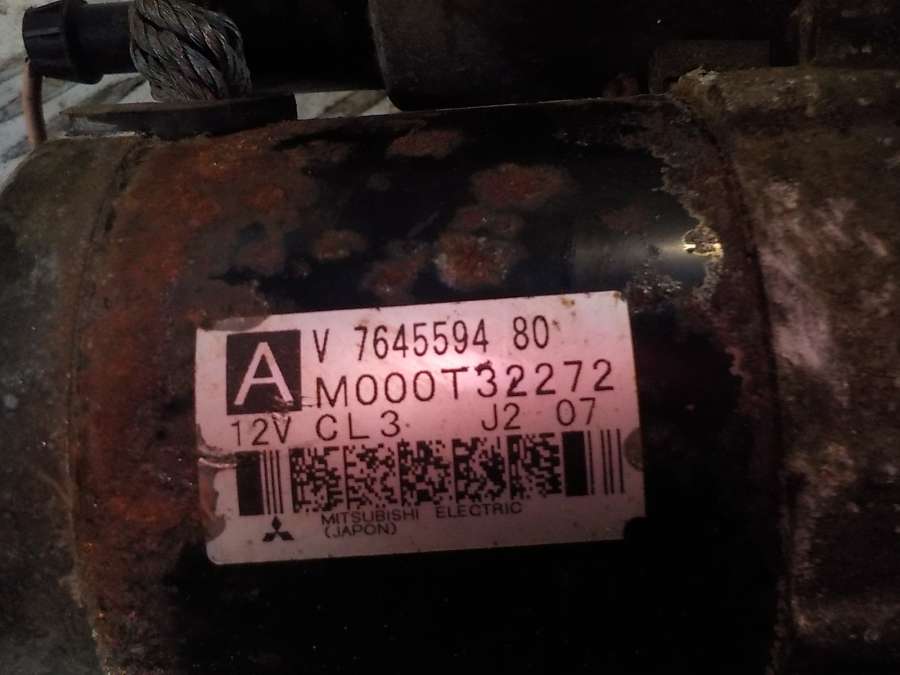 A
V 7645594 80
M000T32272
12V CL3 J2 07
MITSUBISHI ELECTRIC
(JAPON)